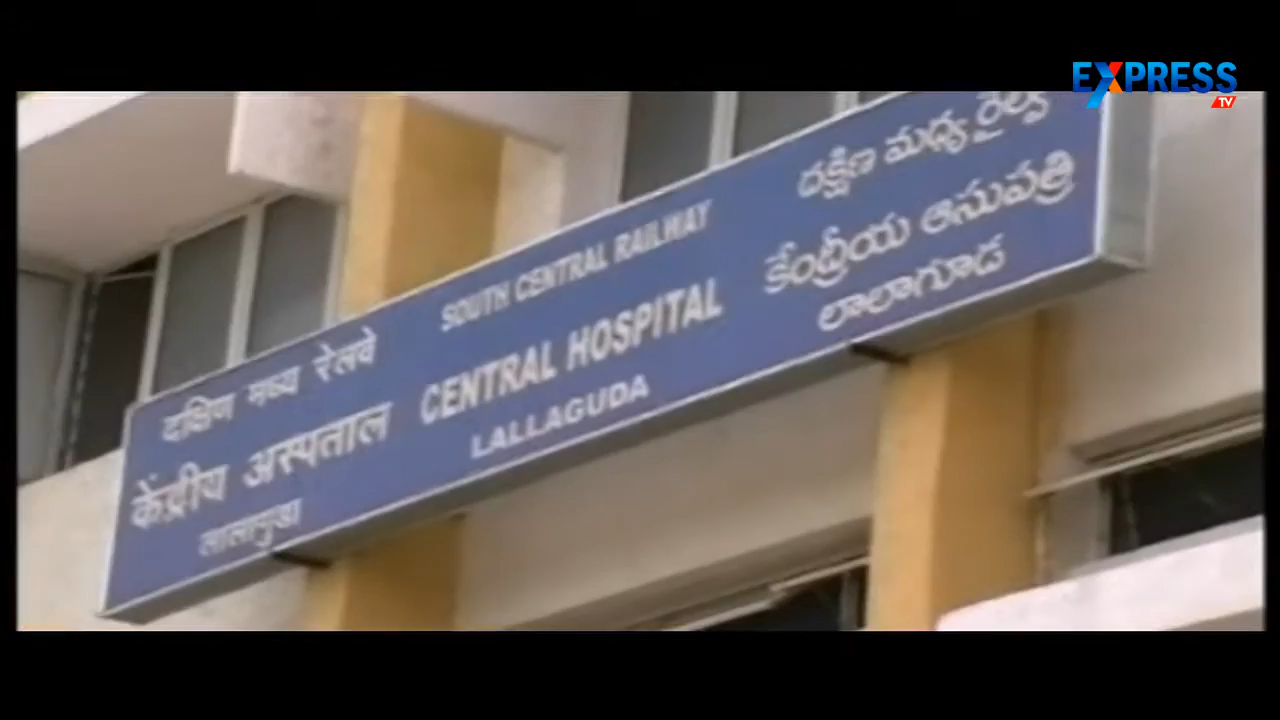 EXPRESS
TV
दक्षिण मध्य रेलवे
केंद्रीय अस्पताल
लालागुडा
SOUTH CENTRAL RAILWAY
CENTRAL HOSPITAL
LALLAGUDA
దక్షిణ మధ్య రైల్వే
కేంద్రీయ ఆసుపత్రి
లాలాగూడ